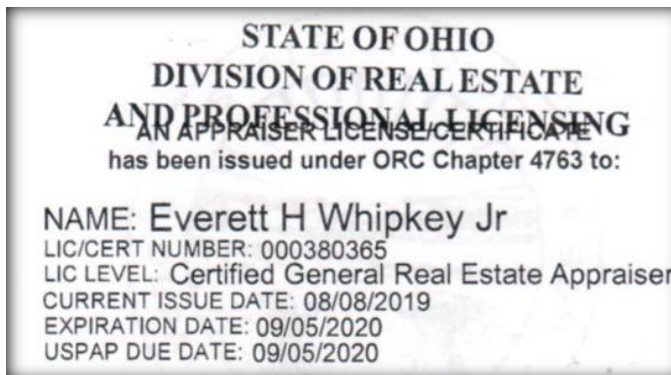 STATE OF OHIO
DIVISION OF REAL ESTATE
AND PROFESSIONAL LICENSING
AN APPRAISER LICENSE/CERTIFICATE
has been issued under ORC Chapter 4763 to:
NAME: Everett H Whipkey Jr
LIC/CERT NUMBER: 000380365
LIC LEVEL: Certified General Real Estate Appraiser
CURRENT ISSUE DATE: 08/08/2019
EXPIRATION DATE: 09/05/2020
USPAP DUE DATE: 09/05/2020